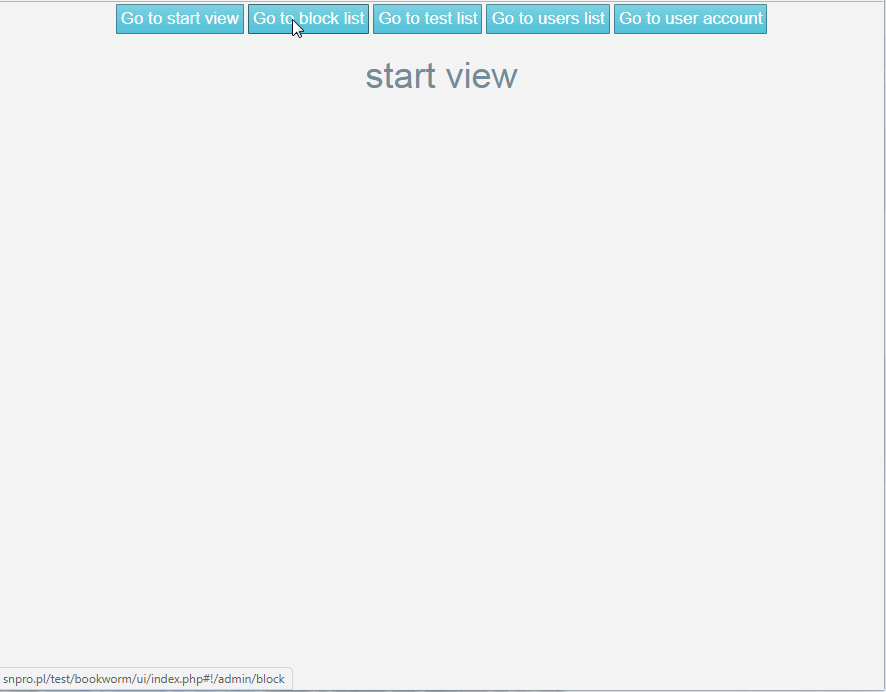 Go to start view Go to block list Go to test list Go to users list Go to user account
start view
snpro.pl/test/bookworm/ui/index.php#!/admin/block